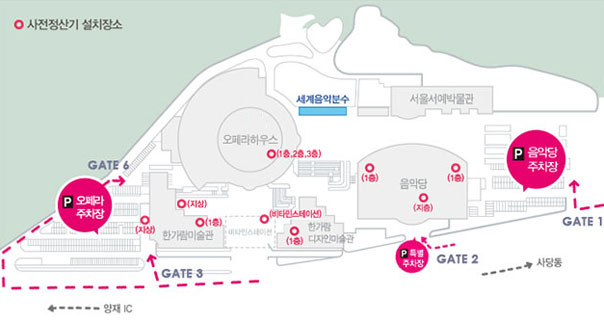 사전정산기 설치장소
세계음악분수
서울서예박물관
오페라하우스
(1층,2층,3층)
P 음악당
주차장
GATE 6
(1층)
음악당
(1층)
P 오페라
주차장
(지상)
(지층)
GATE 1
(지상)
(1층)
(비타민스테이션)
한가람미술관
비타민스테이션
(1층)
한가람
디자인미술관
P 특별
주차장
GATE 2
사당동
GATE 3
양재 IC